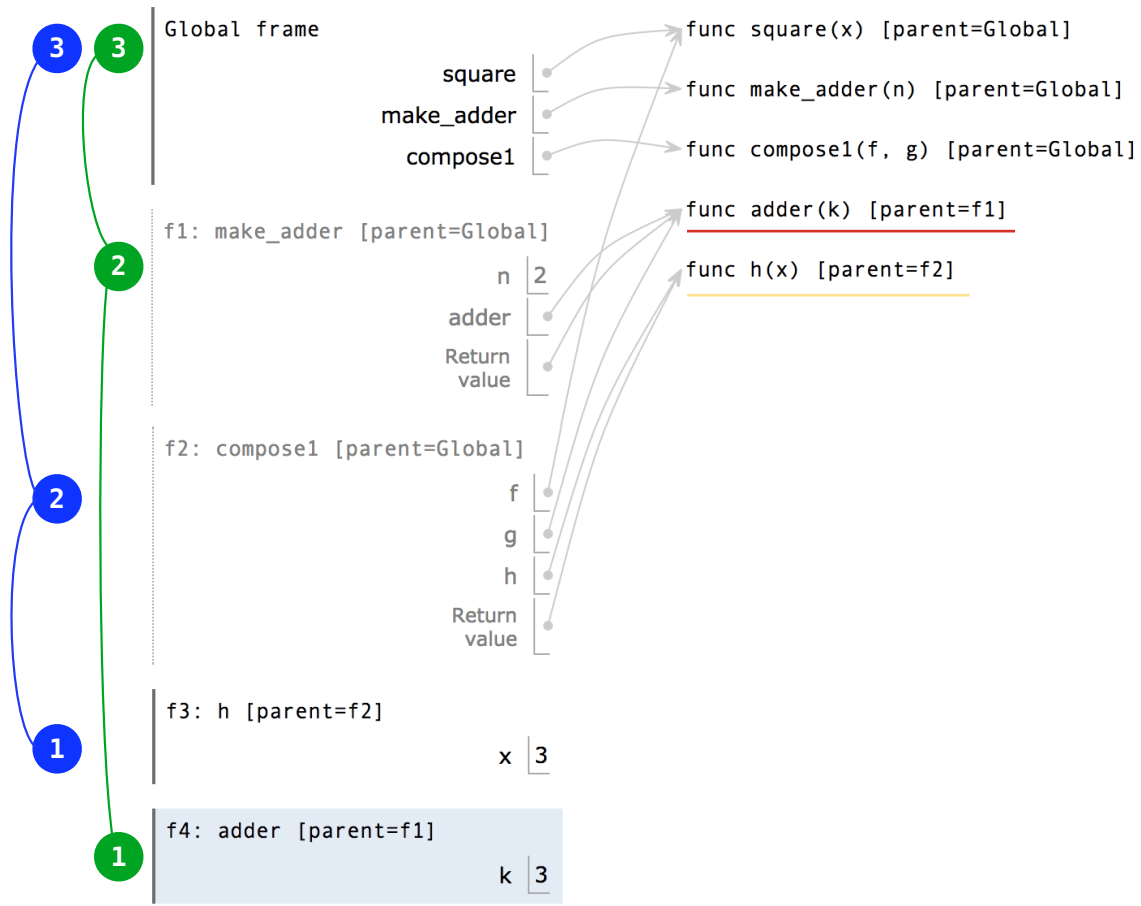 3 3 Global frame func square(x) [parent=Global]
square
make_adder func make_adder(n) [parent=Global]
compose1 func compose1(f, g) [parent=Global]
func adder(k) [parent=f1]
f1: make_adder [parent=Global]
2 func h(x) [parent=f2]
n 2
adder
Return
value
f2: compose1 [parent=Global]
2
f
g
h
Return
value
f3: h [parent=f2]
1
x 3
f4: adder [parent=f1]
1
k 3